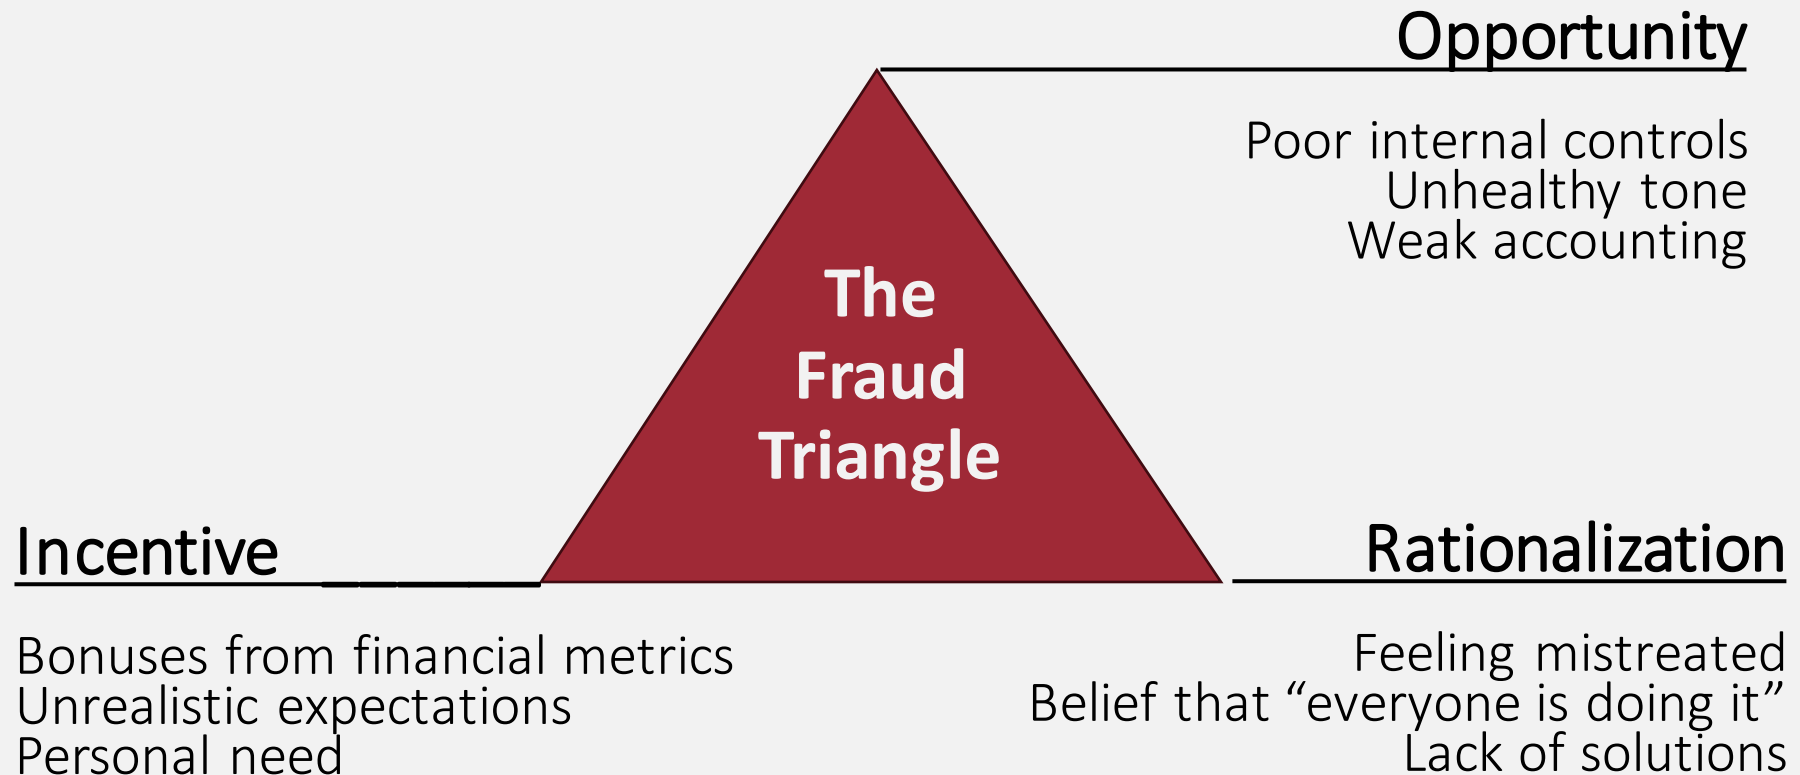 Opportunity
Poor internal controls
Unhealthy tone
Weak accounting
The
Fraud
Triangle
Incentive
Bonuses from financial metrics
Unrealistic expectations
Personal need
Rationalization
Feeling mistreated
Belief that “everyone is doing it”
Lack of solutions